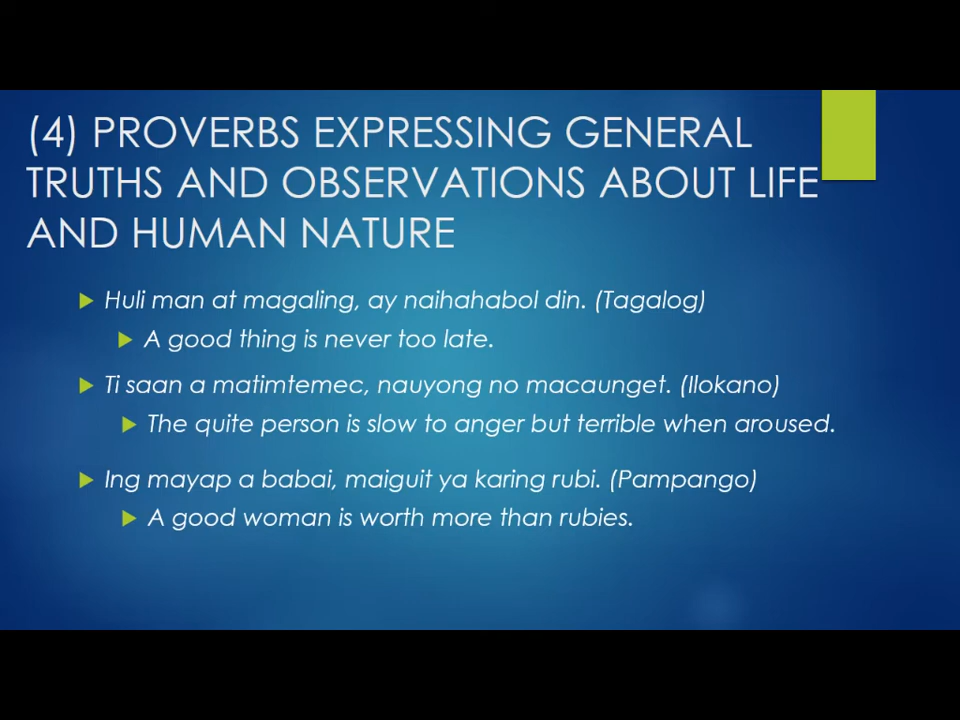 (4) PROVERBS EXPRESSING GENERAL
TRUTHS AND OBSERVATIONS ABOUT LIFE
AND HUMAN NATURE
Huli man at magaling, ay naihahabol din. (Tagalog)
A good thing is never too late.
Ti saan a matimtemec, nauyong no macaunget. (Ilokano)
The quite person is slow to anger but terrible when aroused.
Ing mayap a babai, maiguit ya karing rubi. (Pampango)
A good woman is worth more than rubies.